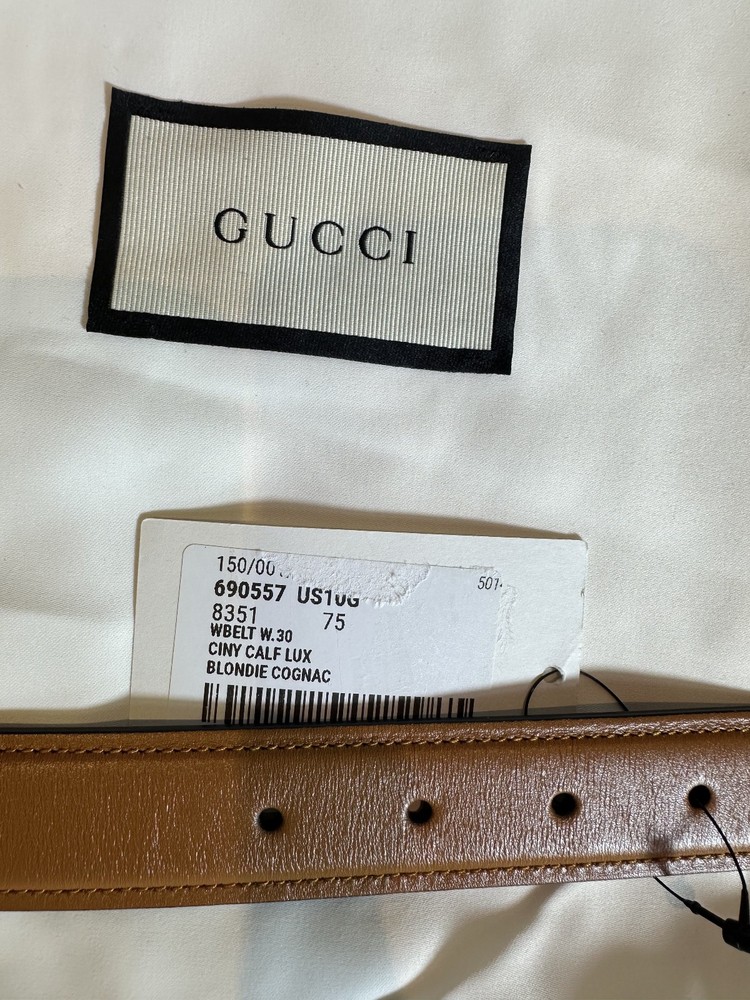 GUCCI
150/00
501
690557 US10G
8351 75
WBELT W.30
CINY CALF LUX
BLONDIE COGNAC